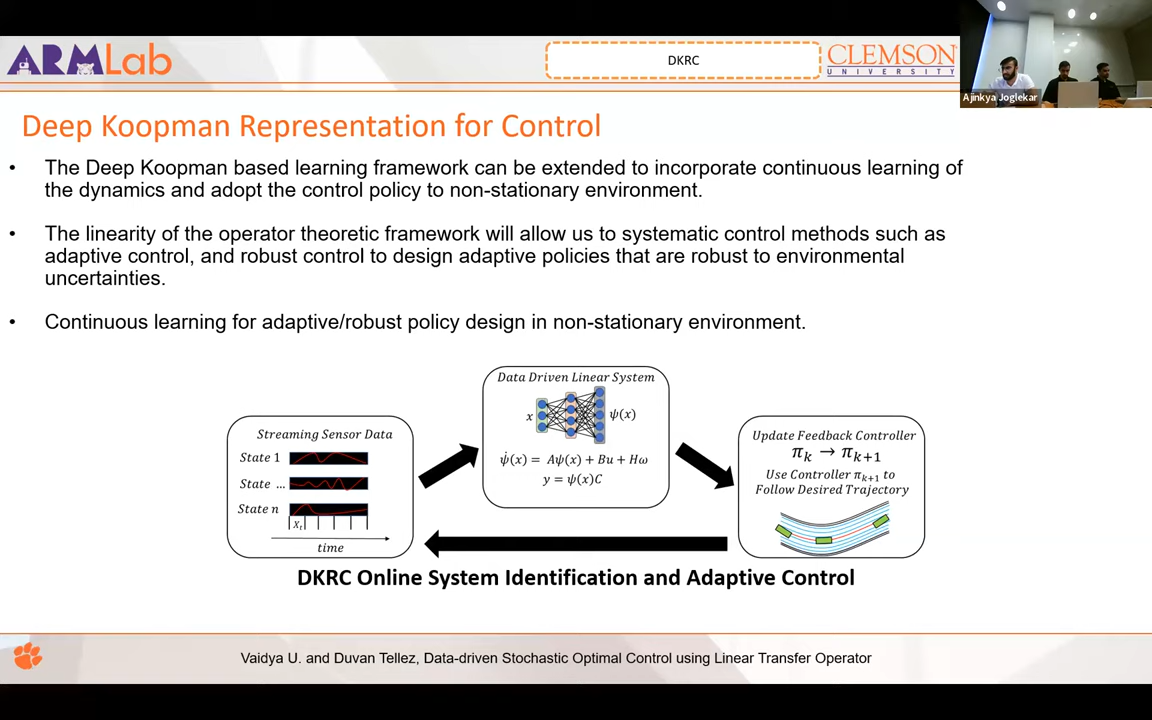 ARMLab
DKRC
CLEMSON
UNIVERSITY
Ajinkya Joglekar
Deep Koopman Representation for Control
• The Deep Koopman based learning framework can be extended to incorporate continuous learning of
the dynamics and adopt the control policy to non-stationary environment.
• The linearity of the operator theoretic framework will allow us to systematic control methods such as
adaptive control, and robust control to design adaptive policies that are robust to environmental
uncertainties.
• Continuous learning for adaptive/robust policy design in non-stationary environment.
Streaming Sensor Data
State 1
State ...
State n
Xₜ
time
Data Driven Linear System
x
ψ(x)
ψ̇(x) = Aψ(x) + Bu + Hω
y = ψ(x)C
Update Feedback Controller
πₖ → πₖ₊₁
Use Controller πₖ₊₁ to
Follow Desired Trajectory
DKRC Online System Identification and Adaptive Control
Vaidya U. and Duvan Tellez, Data-driven Stochastic Optimal Control using Linear Transfer Operator